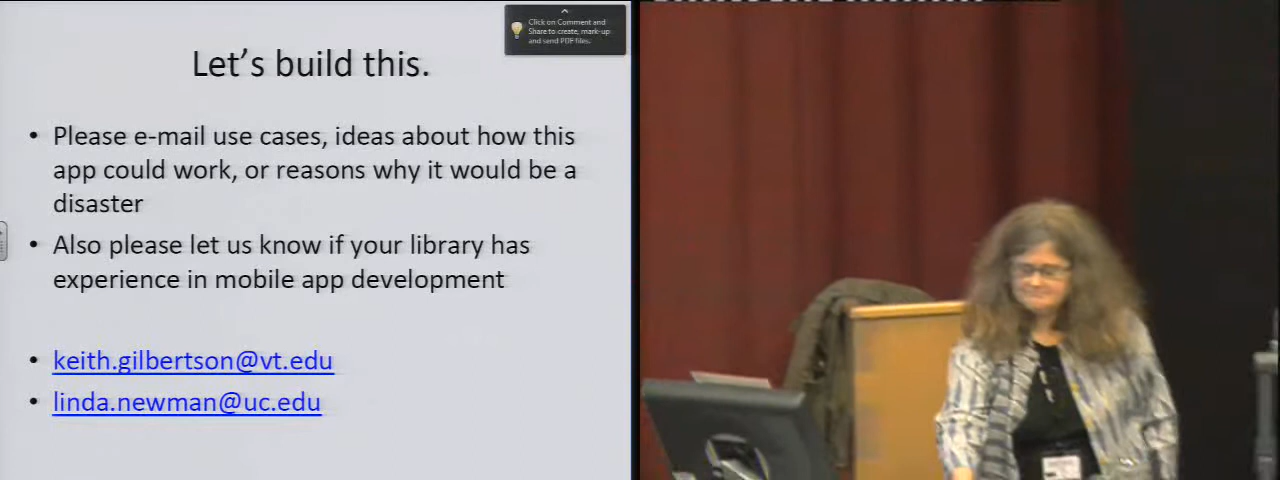 Click on Comment and
Share to create, mark-up
and send PDF files.
Let's build this.
• Please e-mail use cases, ideas about how this
app could work, or reasons why it would be a
disaster
• Also please let us know if your library has
experience in mobile app development
• keith.gilbertson@vt.edu
• linda.newman@uc.edu